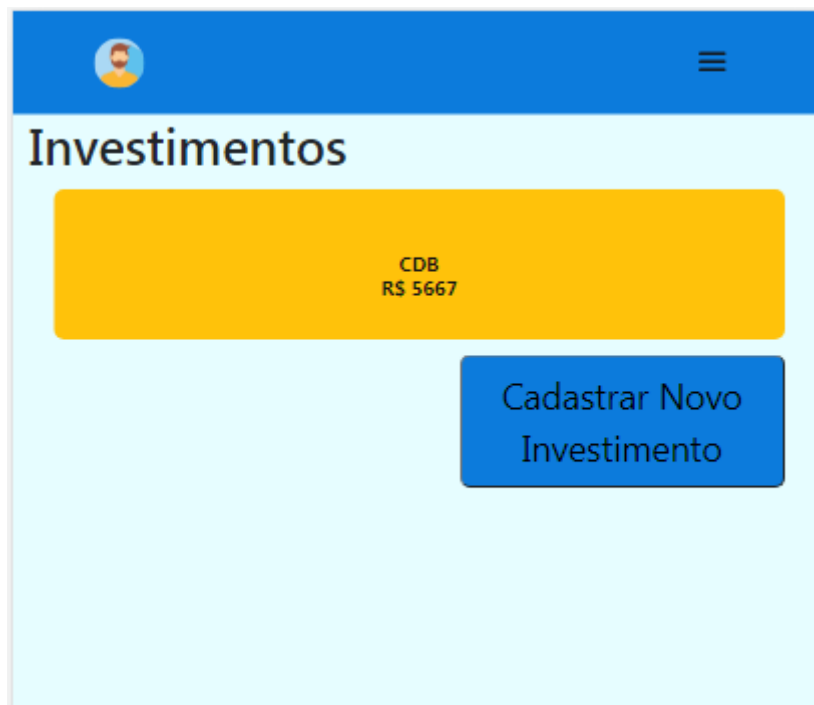 Investimentos
CDB
R$ 5667
Cadastrar Novo
Investimento